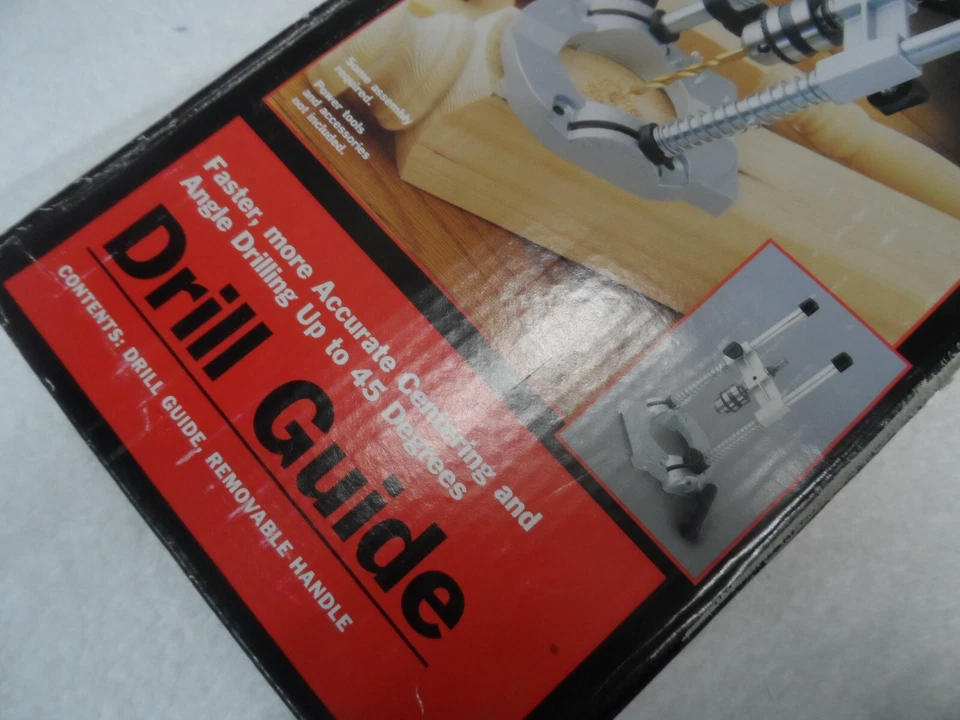 Some assembly
required.
Power tools
and accessories
not included.
Faster, more Accurate Centering and
Angle Drilling Up to 45 Degrees
Drill Guide
CONTENTS: DRILL GUIDE, REMOVABLE HANDLE